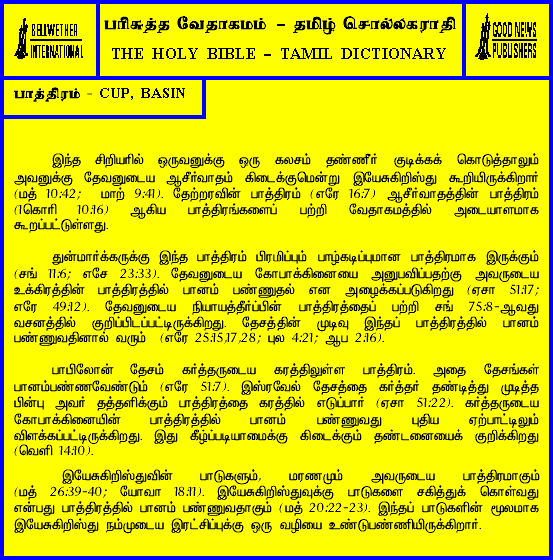 BELLWETHER
INTERNATIONAL
பரிசுத்த வேதாகமம் – தமிழ் சொல்லகராதி
THE HOLY BIBLE – TAMIL DICTIONARY
GOOD NEWS
PUBLISHERS
பாத்திரம் - CUP, BASIN
இந்த சிறியரில் ஒருவனுக்கு ஒரு கலசம் தண்ணீர் குடிக்கக் கொடுத்தாலும்
அவனுக்கு தேவனுடைய ஆசீர்வாதம் கிடைக்குமென்று இயேசுகிறிஸ்து கூறியிருக்கிறார்
(மத் 10:42; மாற் 9:41). தேற்றரவின் பாத்திரம் (எரே 16:7) ஆசீர்வாதத்தின் பாத்திரம்
(1கொரி 10:16) ஆகிய பாத்திரங்களைப் பற்றி வேதாகமத்தில் அடையாளமாக
கூறப்பட்டுள்ளது.
துன்மார்க்கருக்கு இந்த பாத்திரம் பிரமிப்பும் பாழ்கடிப்புமான பாத்திரமாக இருக்கும்
(சங் 11:6; எசே 23:33). தேவனுடைய கோபாக்கினையை அனுபவிப்பதற்கு அவருடைய
உக்கிரத்தின் பாத்திரத்தில் பானம் பண்ணுதல் என அழைக்கப்படுகிறது (ஏசா 51:17;
எரே 49:12). தேவனுடைய நியாயத்தீர்ப்பின் பாத்திரத்தைப் பற்றி சங் 75:8-ஆவது
வசனத்தில் குறிப்பிடப்பட்டிருக்கிறது. தேசத்தின் முடிவு இந்தப் பாத்திரத்தில் பானம்
பண்ணுவதினால் வரும் (எரே 25:15,17,28; புல 4:21; ஆப 2:16).
பாபிலோன் தேசம் கர்த்தருடைய கரத்திலுள்ள பாத்திரம். அதை தேசங்கள்
பானம்பண்ணவேண்டும் (எரே 51:7). இஸ்ரவேல் தேசத்தை கர்த்தர் தண்டித்து முடித்த
பின்பு அவர் தத்தளிக்கும் பாத்திரத்தை கரத்தில் எடுப்பார் (ஏசா 51:22). கர்த்தருடைய
கோபாக்கினையின் பாத்திரத்தில் பானம் பண்ணுவது புதிய ஏற்பாட்டிலும்
விளக்கப்பட்டிருக்கிறது. இது கீழ்ப்படியாமைக்கு கிடைக்கும் தண்டனையைக் குறிக்கிறது
(வெளி 14:10).
இயேசுகிறிஸ்துவின் பாடுகளும், மரணமும் அவருடைய பாத்திரமாகும்
(மத் 26:39-40; யோவா 18:11). இயேசுகிறிஸ்துவுக்கு பாடுகளை சகித்துக் கொள்வது
என்பது பாத்திரத்தில் பானம் பண்ணுவதாகும் (மத் 20:22-23). இந்தப் பாடுகளின் மூலமாக
இயேசுகிறிஸ்து நம்முடைய இரட்சிப்புக்கு ஒரு வழியை உண்டுபண்ணியிருக்கிறார்.